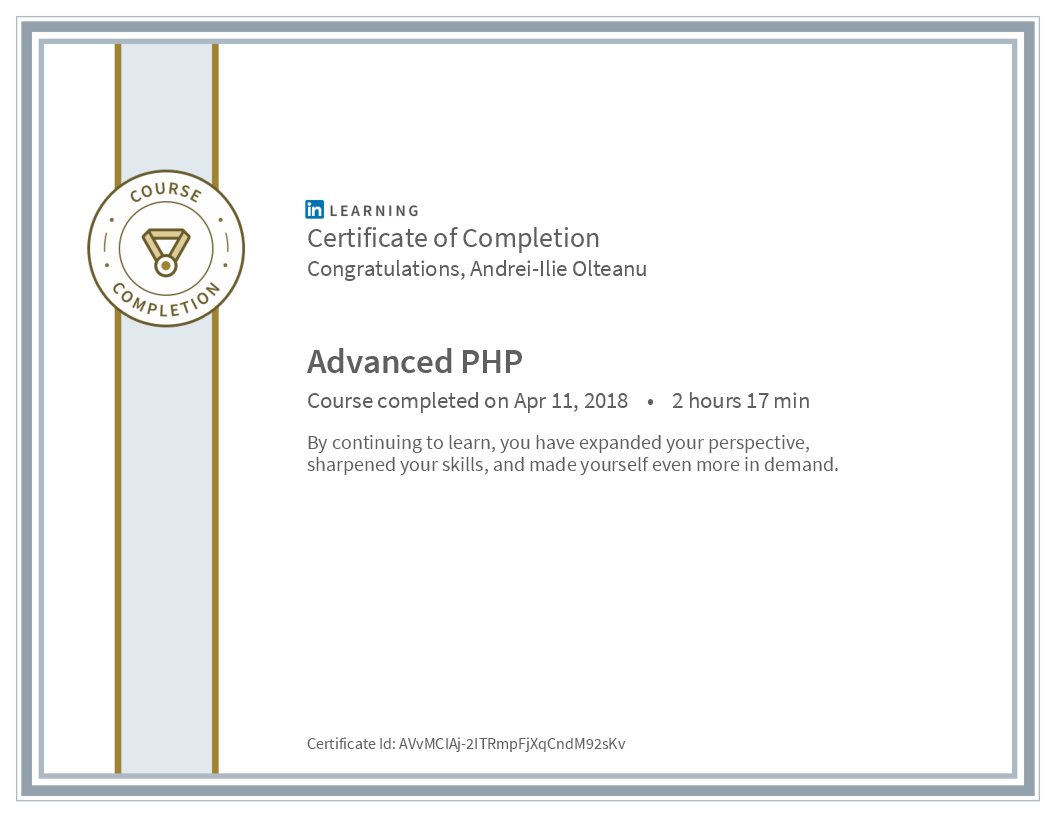 COURSE
COMPLETION
in LEARNING
Certificate of Completion
Congratulations, Andrei-Ilie Olteanu
Advanced PHP
Course completed on Apr 11, 2018 • 2 hours 17 min
By continuing to learn, you have expanded your perspective,
sharpened your skills, and made yourself even more in demand.
Certificate Id: AVvMCIAj-2ITRmpFjXqCndM92sKv